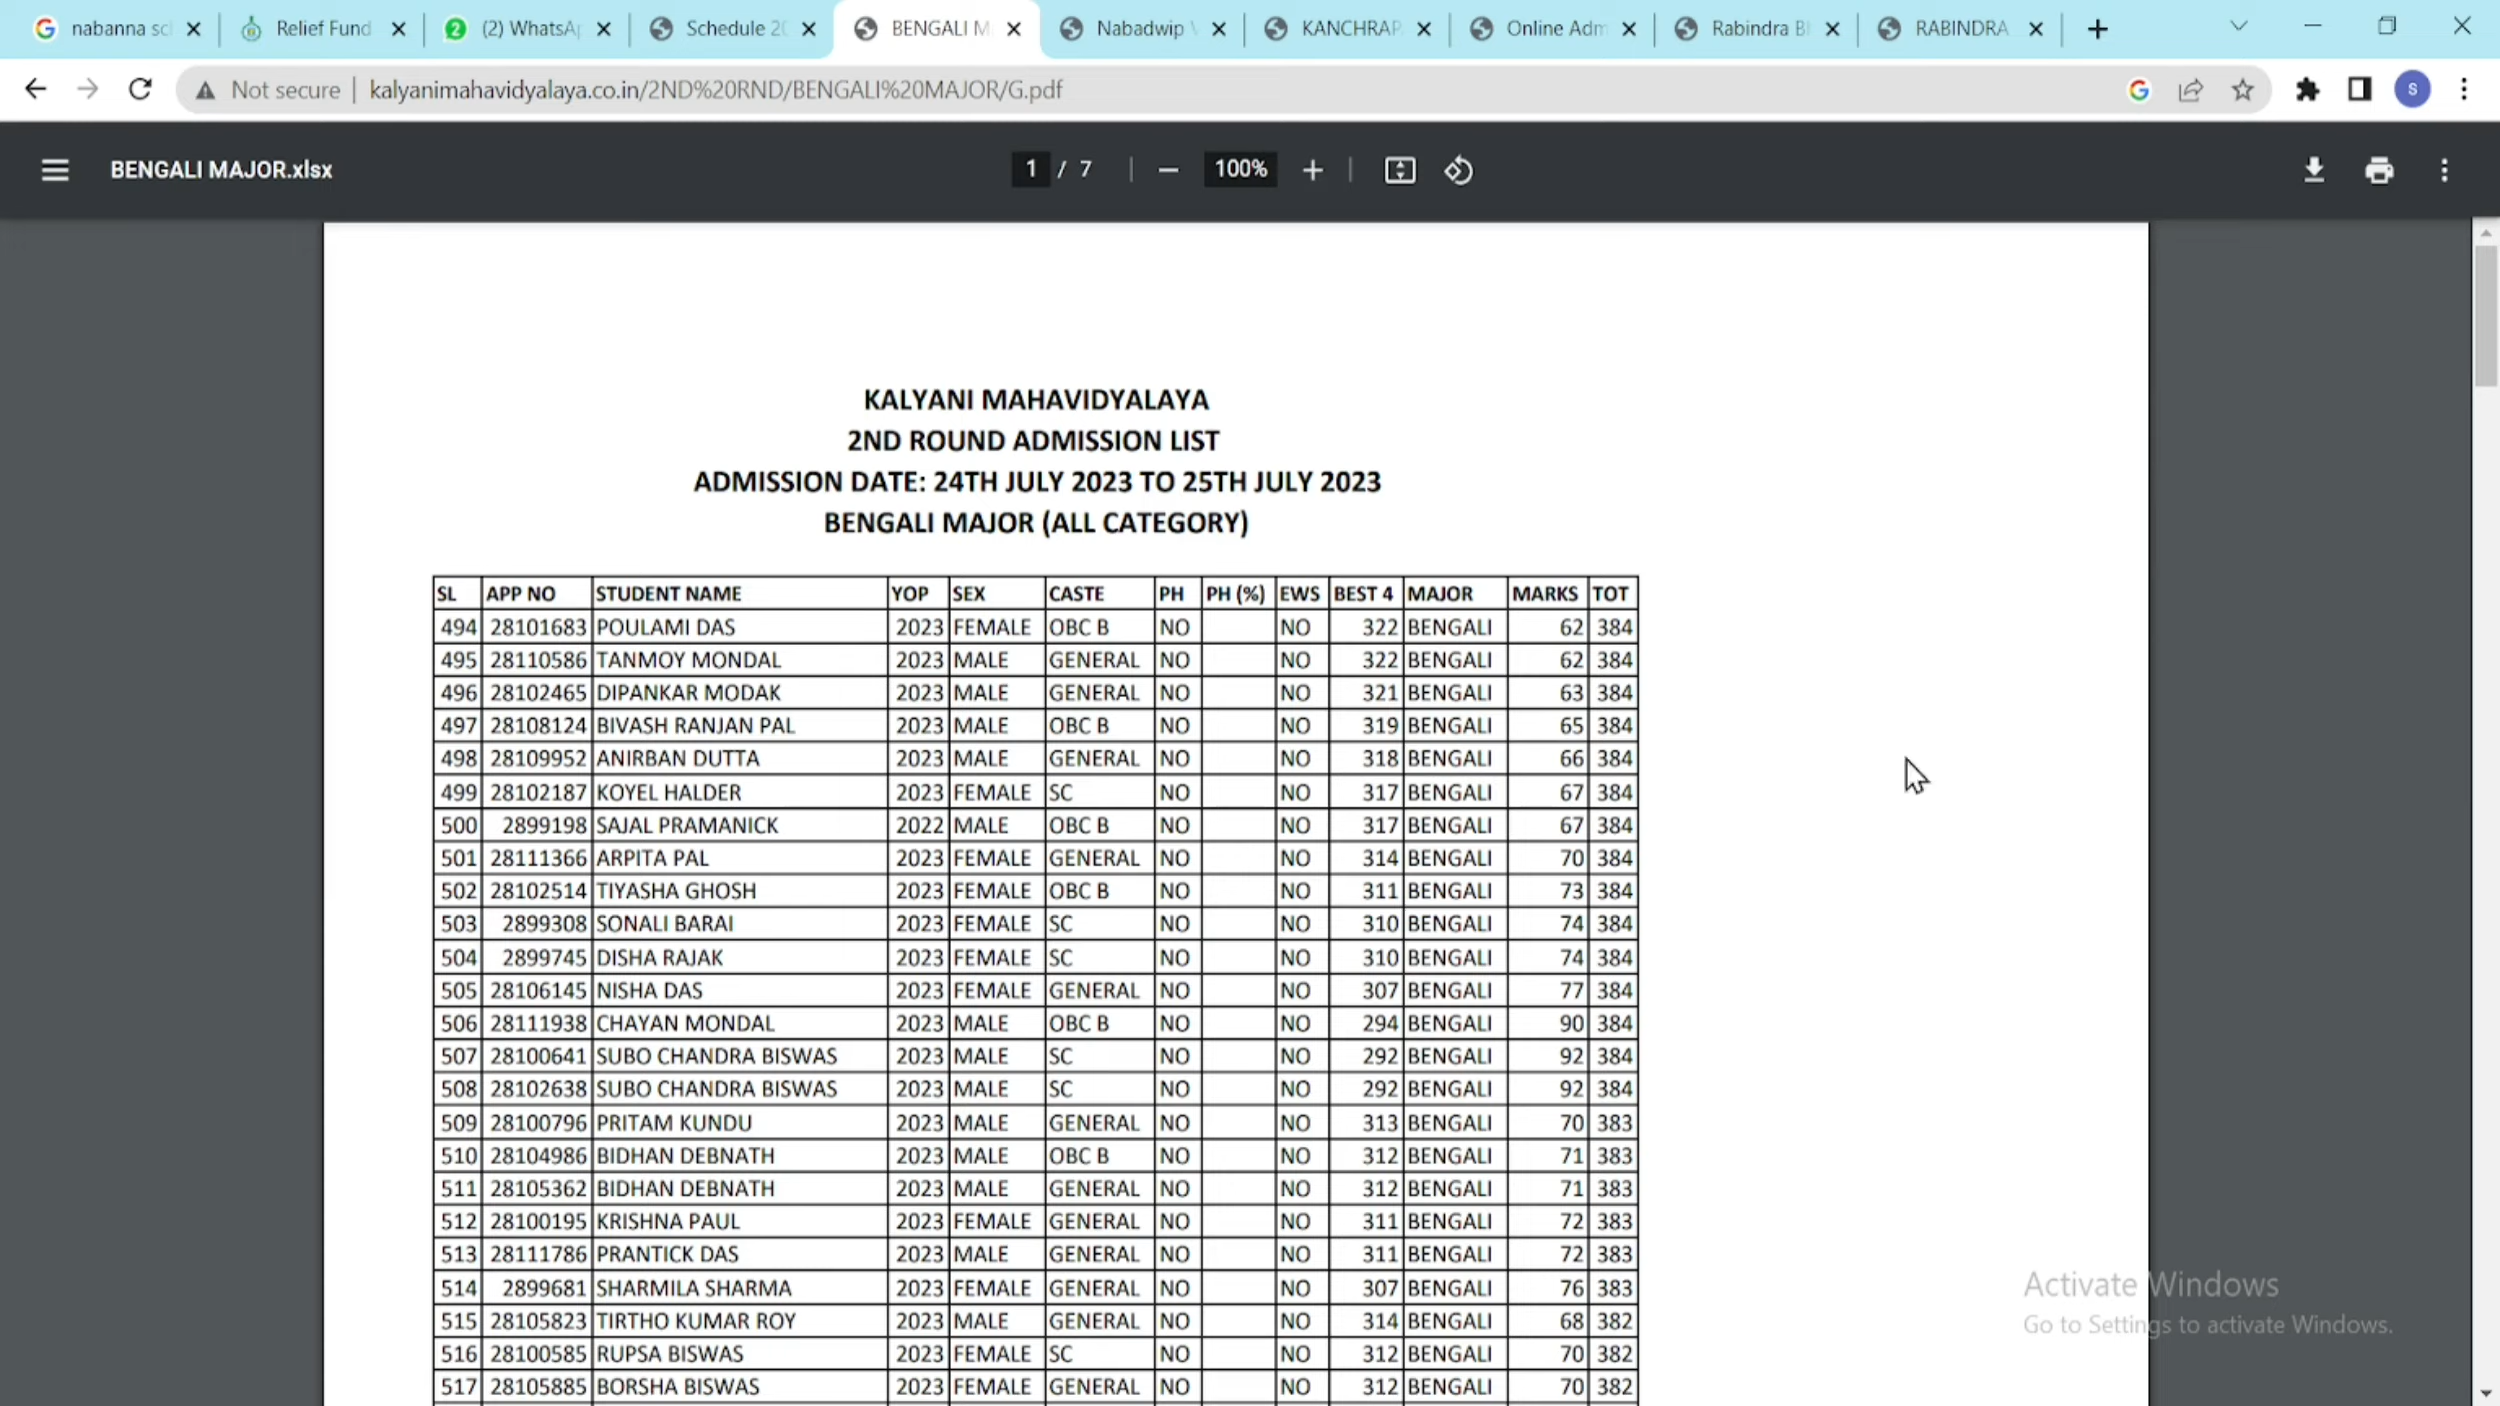 nabanna sc
Relief Fund
(2) WhatsAp
Schedule 20
BENGALI M
Nabadwip
KANCHRAP
Online Adm
Rabindra B
RABINDRA
Not secure
kalyanimahavidyalaya.co.in/2ND%20RND/BENGALI%20MAJOR/G.pdf
S
BENGALI MAJOR.xlsx
1 / 7
100%
KALYANI MAHAVIDYALAYA
2ND ROUND ADMISSION LIST
ADMISSION DATE: 24TH JULY 2023 TO 25TH JULY 2023
BENGALI MAJOR (ALL CATEGORY)
SL APP NO STUDENT NAME YOP SEX CASTE PH PH (%) EWS BEST 4 MAJOR MARKS TOT
494 28101683 POULAMI DAS 2023 FEMALE OBC B NO NO 322 BENGALI 62 384
495 28110586 TANMOY MONDAL 2023 MALE GENERAL NO NO 322 BENGALI 62 384
496 28102465 DIPANKAR MODAK 2023 MALE GENERAL NO NO 321 BENGALI 63 384
497 28108124 BIVASH RANJAN PAL 2023 MALE OBC B NO NO 319 BENGALI 65 384
498 28109952 ANIRBAN DUTTA 2023 MALE GENERAL NO NO 318 BENGALI 66 384
499 28102187 KOYEL HALDER 2023 FEMALE SC NO NO 317 BENGALI 67 384
500 2899198 SAJAL PRAMANICK 2022 MALE OBC B NO NO 317 BENGALI 67 384
501 28111366 ARPITA PAL 2023 FEMALE GENERAL NO NO 314 BENGALI 70 384
502 28102514 TIYASHA GHOSH 2023 FEMALE OBC B NO NO 311 BENGALI 73 384
503 2899308 SONALI BARAI 2023 FEMALE SC NO NO 310 BENGALI 74 384
504 2899745 DISHA RAJAK 2023 FEMALE SC NO NO 310 BENGALI 74 384
505 28106145 NISHA DAS 2023 FEMALE GENERAL NO NO 307 BENGALI 77 384
506 28111938 CHAYAN MONDAL 2023 MALE OBC B NO NO 294 BENGALI 90 384
507 28100641 SUBO CHANDRA BISWAS 2023 MALE SC NO NO 292 BENGALI 92 384
508 28102638 SUBO CHANDRA BISWAS 2023 MALE SC NO NO 292 BENGALI 92 384
509 28100796 PRITAM KUNDU 2023 MALE GENERAL NO NO 313 BENGALI 70 383
510 28104986 BIDHAN DEBNATH 2023 MALE OBC B NO NO 312 BENGALI 71 383
511 28105362 BIDHAN DEBNATH 2023 MALE GENERAL NO NO 312 BENGALI 71 383
512 28100195 KRISHNA PAUL 2023 FEMALE GENERAL NO NO 311 BENGALI 72 383
513 28111786 PRANTICK DAS 2023 MALE GENERAL NO NO 311 BENGALI 72 383
514 2899681 SHARMILA SHARMA 2023 FEMALE GENERAL NO NO 307 BENGALI 76 383
515 28105823 TIRTHO KUMAR ROY 2023 MALE GENERAL NO NO 314 BENGALI 68 382
516 28100585 RUPSA BISWAS 2023 FEMALE SC NO NO 312 BENGALI 70 382
517 28105885 BORSHA BISWAS 2023 FEMALE GENERAL NO NO 312 BENGALI 70 382
Activate Windows
Go to Settings to activate Windows.